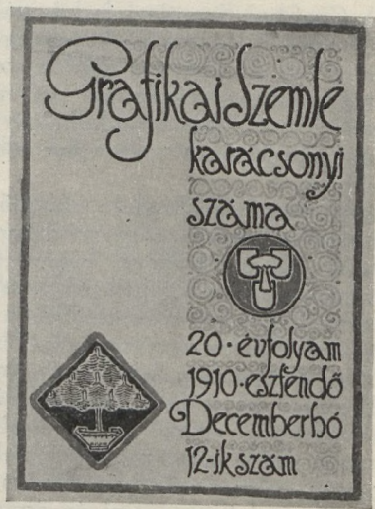 Grafikai Szemle
karácsonyi
száma
20. évfolyam
1910. esztendő
Decemberhó
12-ik szám